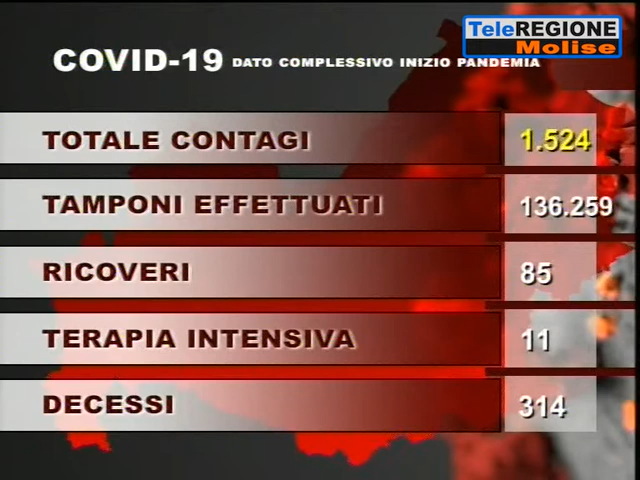 TeleREGIONE
Molise
COVID-19 DATO COMPLESSIVO INIZIO PANDEMIA
TOTALE CONTAGI 1.524
TAMPONI EFFETTUATI 136.259
RICOVERI 85
TERAPIA INTENSIVA 11
DECESSI 314